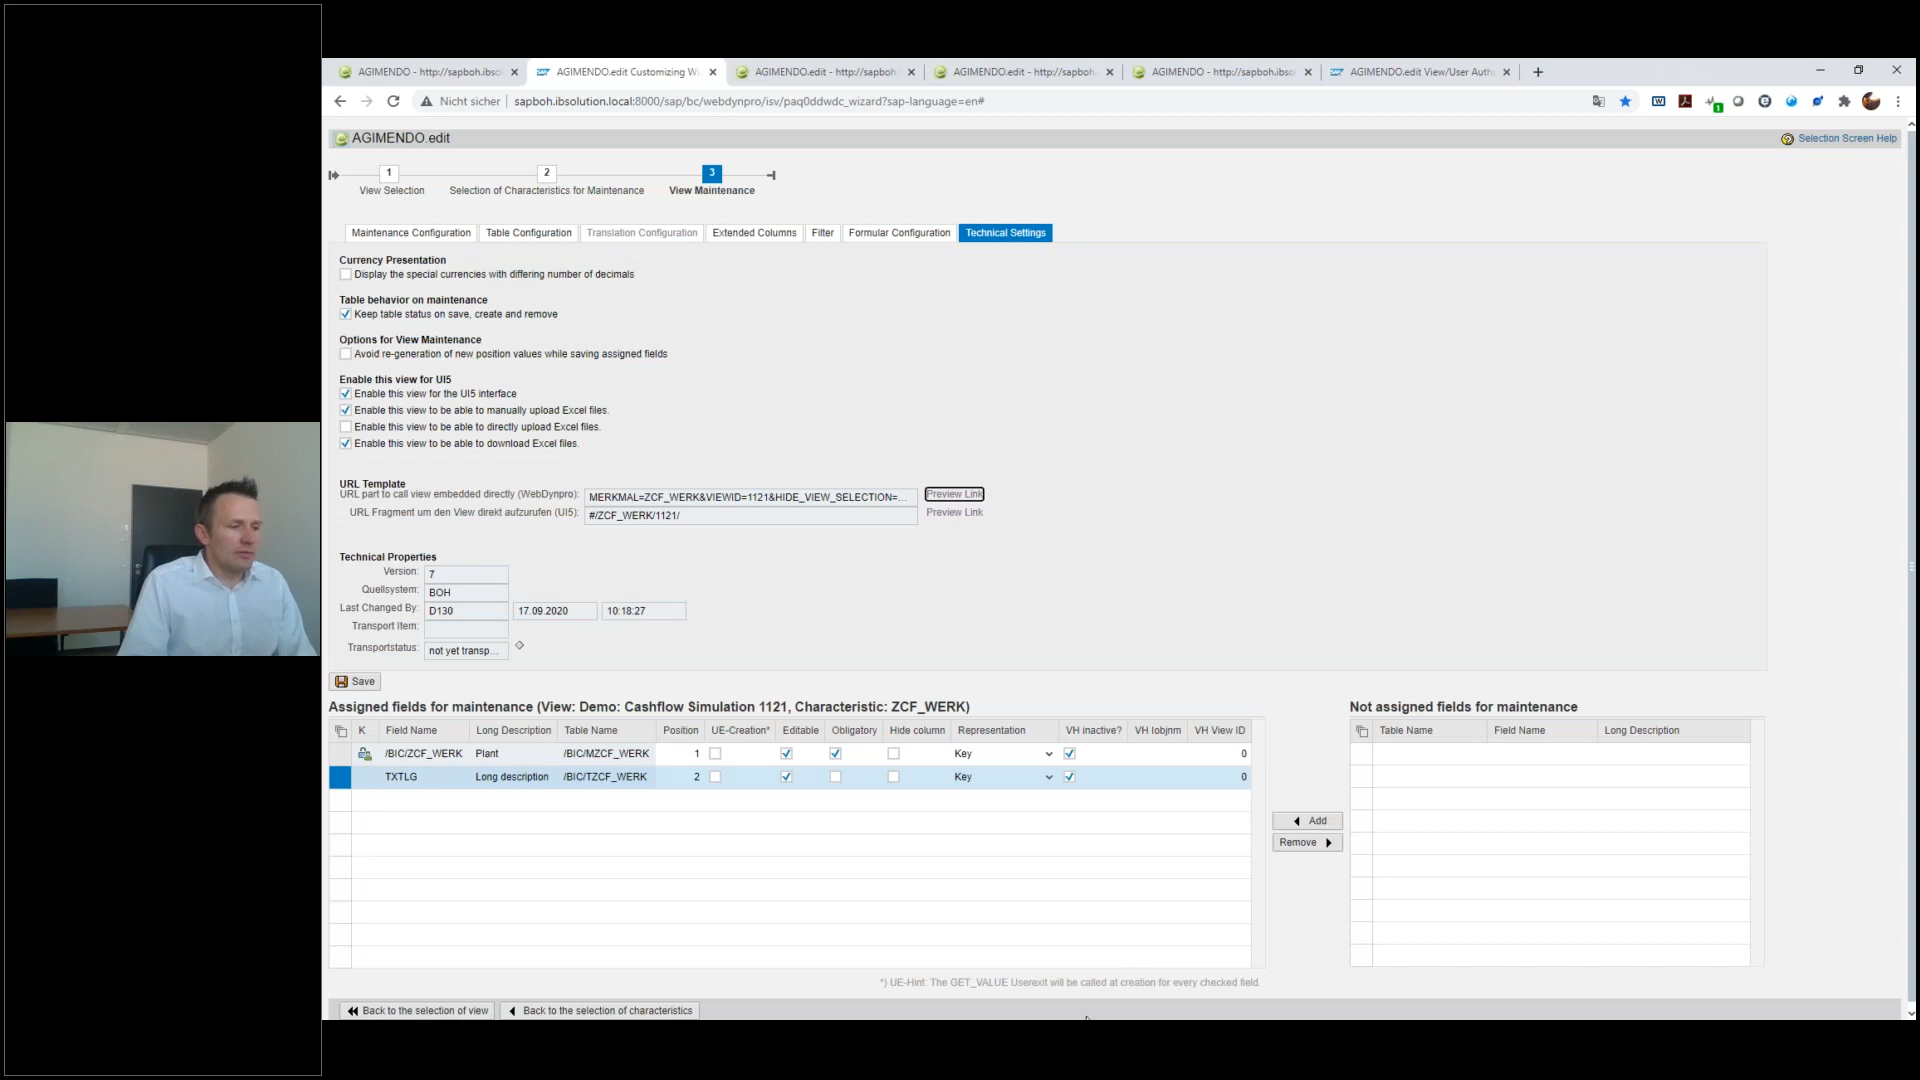 AGIMENDO - http://sapboh.ibsol
AGIMENDO.edit Customizing Wi
AGIMENDO.edit - http://sapboh.
AGIMENDO.edit - http://sapboh.
AGIMENDO - http://sapboh.ibsol
AGIMENDO.edit View/User Auth
Nicht sicher | sapboh.ibsolution.local:8000/sap/bc/webdynpro/isv/paq0ddwdc_wizard?sap-language=en#
AGIMENDO.edit
Selection Screen Help
1 2 3
View Selection Selection of Characteristics for Maintenance View Maintenance
Maintenance Configuration Table Configuration Translation Configuration Extended Columns Filter Formular Configuration Technical Settings
Currency Presentation
Display the special currencies with differing number of decimals
Table behavior on maintenance
Keep table status on save, create and remove
Options for View Maintenance
Avoid re-generation of new position values while saving assigned fields
Enable this view for UI5
Enable this view for the UI5 interface
Enable this view to be able to manually upload Excel files.
Enable this view to be able to directly upload Excel files.
Enable this view to be able to download Excel files.
URL Template
URL part to call view embedded directly (WebDynpro): MERKMAL=ZCF_WERK&VIEWID=1121&HIDE_VIEW_SELECTION=... Preview Link
URL Fragment um den View direkt aufzurufen (UI5): #/ZCF_WERK/1121/ Preview Link
Technical Properties
Version: 7
Quellsystem: BOH
Last Changed By: D130 17.09.2020 10:18:27
Transport Item:
Transportstatus: not yet transp...
Save
Assigned fields for maintenance (View: Demo: Cashflow Simulation 1121, Characteristic: ZCF_WERK)
K Field Name Long Description Table Name Position UE-Creation* Editable Obligatory Hide column Representation VH inactive? VH Iobjnm VH View ID
/BIC/ZCF_WERK Plant /BIC/MZCF_WERK 1 Key 0
TXTLG Long description /BIC/TZCF_WERK 2 Key 0
Add
Remove
Not assigned fields for maintenance
Table Name Field Name Long Description
*) UE-Hint: The GET_VALUE Userexit will be called at creation for every checked field.
Back to the selection of view Back to the selection of characteristics